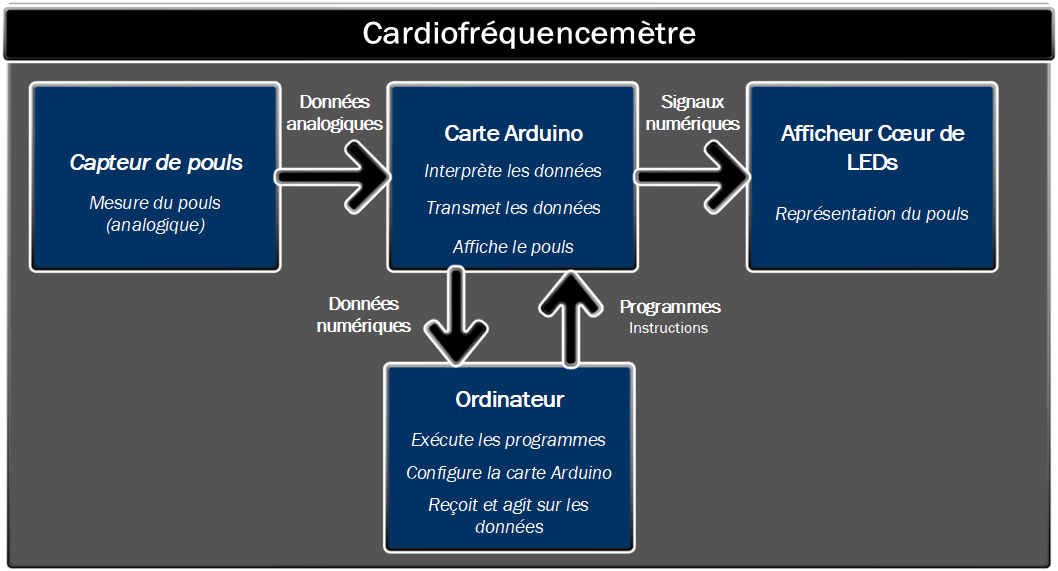 Cardiofréquencemètre
Capteur de pouls
Mesure du pouls
(analogique)
Données
analogiques
Carte Arduino
Interprète les données
Transmet les données
Affiche le pouls
Signaux
numériques
Afficheur Cœur de
LEDs
Représentation du pouls
Données
numériques
Programmes
Instructions
Ordinateur
Exécute les programmes
Configure la carte Arduino
Reçoit et agit sur les
données